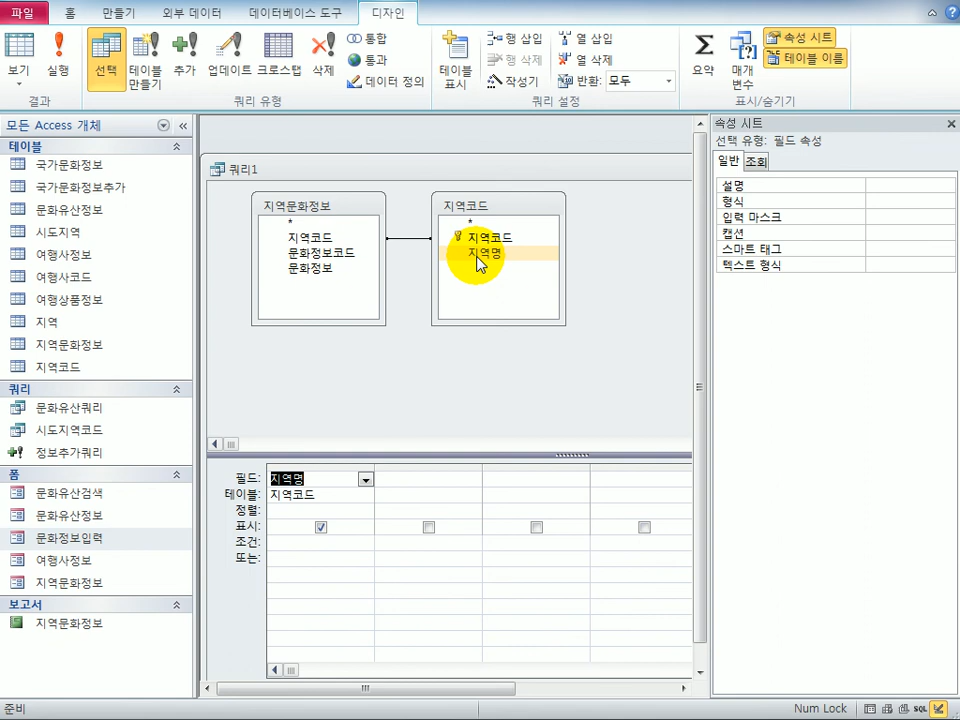 파일 홈 만들기 외부 데이터 데이터베이스 도구 디자인
보기 실행 선택 테이블 만들기 추가 업데이트 크로스탭 삭제
통합
통과
데이터 정의
테이블 표시
행 삽입
행 삭제
작성기
열 삽입
열 삭제
반환: 모두
요약
매개 변수
속성 시트
테이블 이름
결과 쿼리 유형 쿼리 설정 표시/숨기기
모든 Access 개체
테이블
국가문화정보
국가문화정보추가
문화유산정보
시도지역
여행사정보
여행사코드
여행상품정보
지역
지역문화정보
지역코드
쿼리
문화유산쿼리
시도지역코드
정보추가쿼리
폼
문화유산검색
문화유산정보
문화정보입력
여행사정보
지역문화정보
보고서
지역문화정보
쿼리1
지역문화정보
*
지역코드
문화정보코드
문화정보
지역코드
*
지역코드
지역명
필드: 지역명
테이블: 지역코드
정렬:
표시:
조건:
또는:
속성 시트
선택 유형: 필드 속성
일반 조회
설명
형식
입력 마스크
캡션
스마트 태그
텍스트 형식
준비 Num Lock SQL